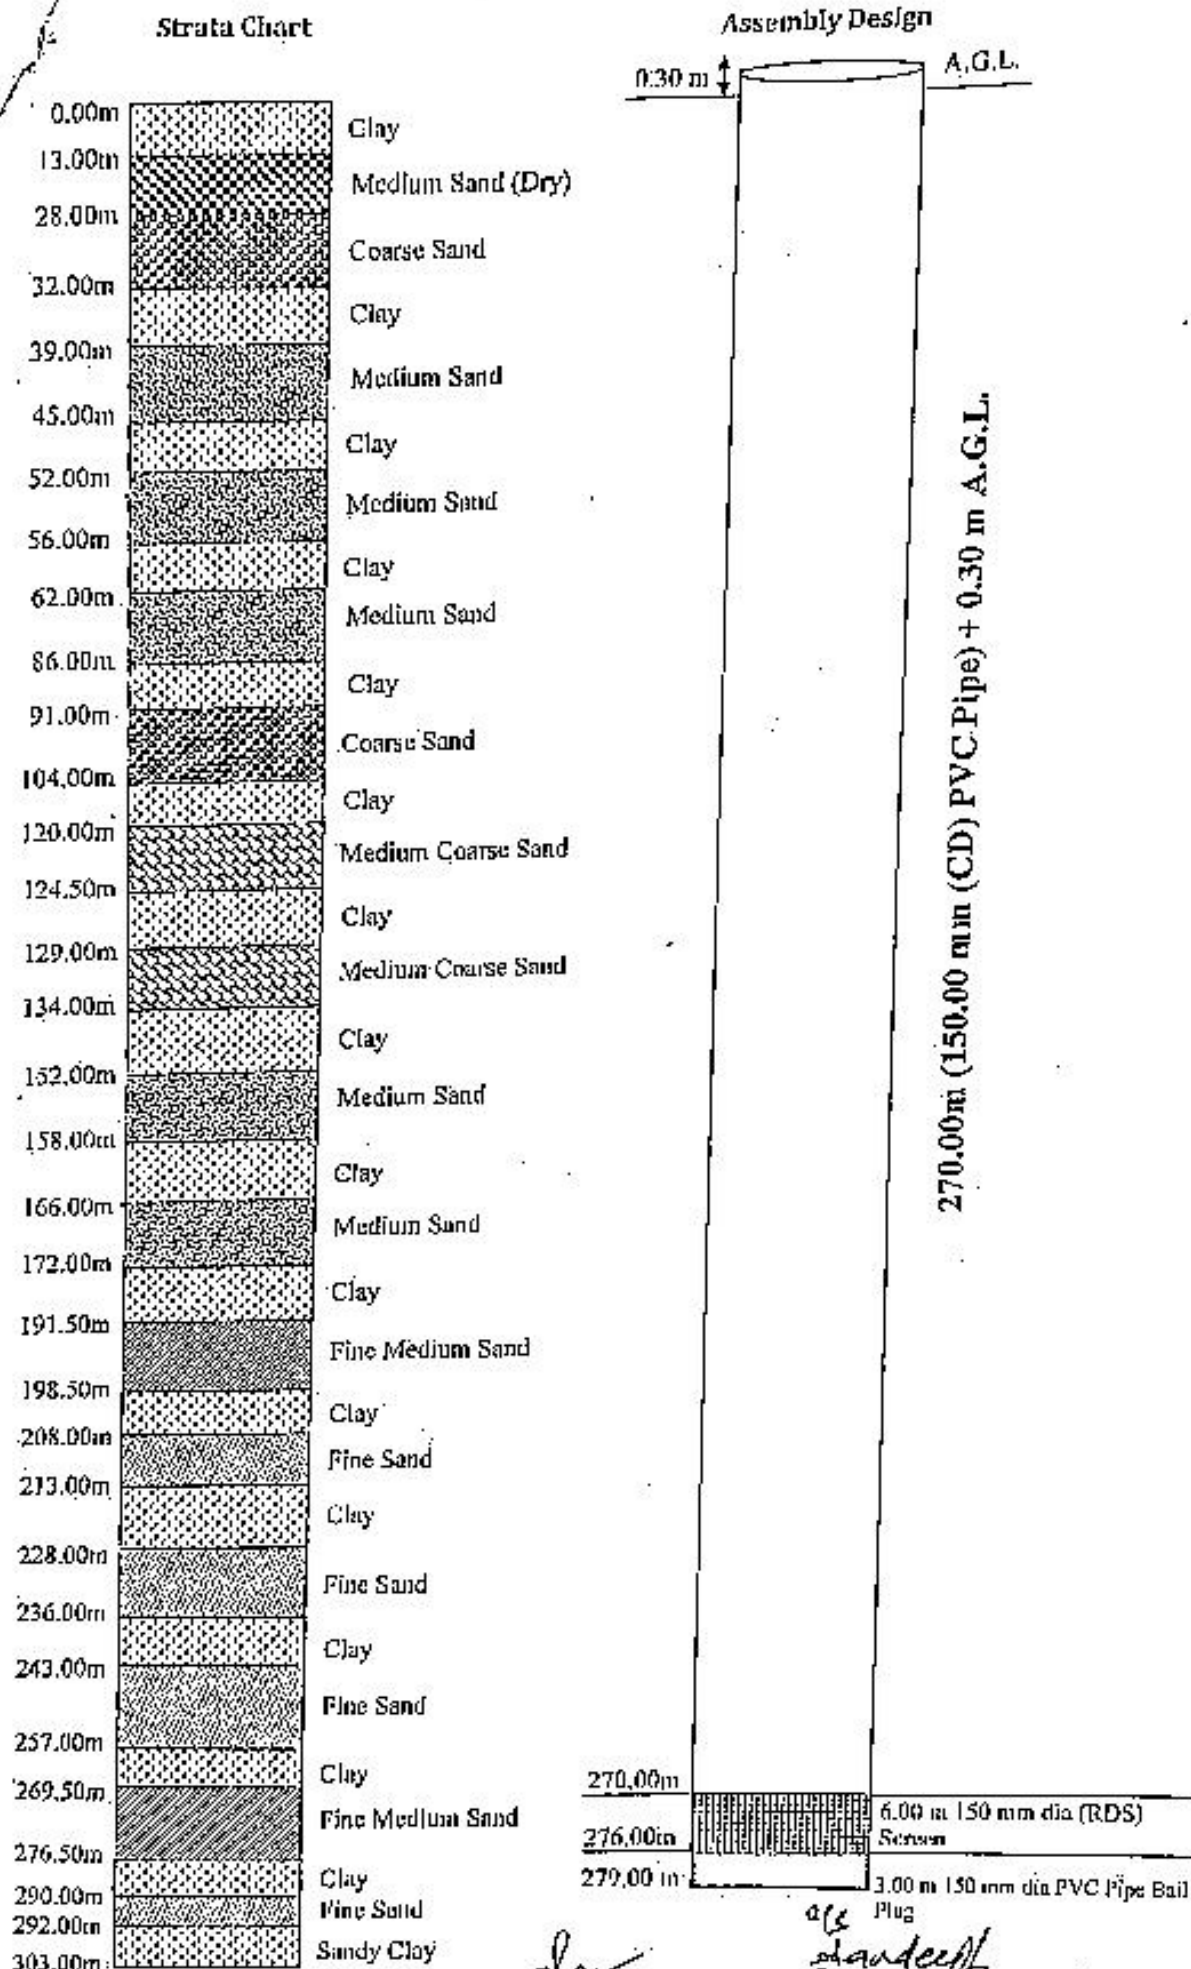 Strata Chart
Assembly Design
0.30 m
A.G.L.
0.00m
Clay
13.00m
Medium Sand (Dry)
28.00m
Coarse Sand
32.00m
Clay
39.00m
Medium Sand
45.00m
Clay
52.00m
Medium Sand
56.00m
Clay
62.00m
Medium Sand
86.00m
Clay
91.00m
Coarse Sand
104.00m
Clay
120.00m
Medium Coarse Sand
124.50m
Clay
129.00m
Medium Coarse Sand
134.00m
Clay
152.00m
Medium Sand
158.00m
Clay
166.00m
Medium Sand
172.00m
Clay
191.50m
Fine Medium Sand
198.50m
Clay
208.00m
Fine Sand
213.00m
Clay
228.00m
Fine Sand
236.00m
Clay
243.00m
Fine Sand
257.00m
Clay
269.50m
Fine Medium Sand
276.50m
Clay
290.00m
Fine Sand
292.00m
Sandy Clay
303.00m
270.00m (150.00 mm (CD) PVC Pipe) + 0.30 m A.G.L.
270.00m
6.00 m 150 mm dia (RDS)
Screen
276.00m
279.00 m
3.00 m 150 mm dia PVC Pipe Bail
Plug